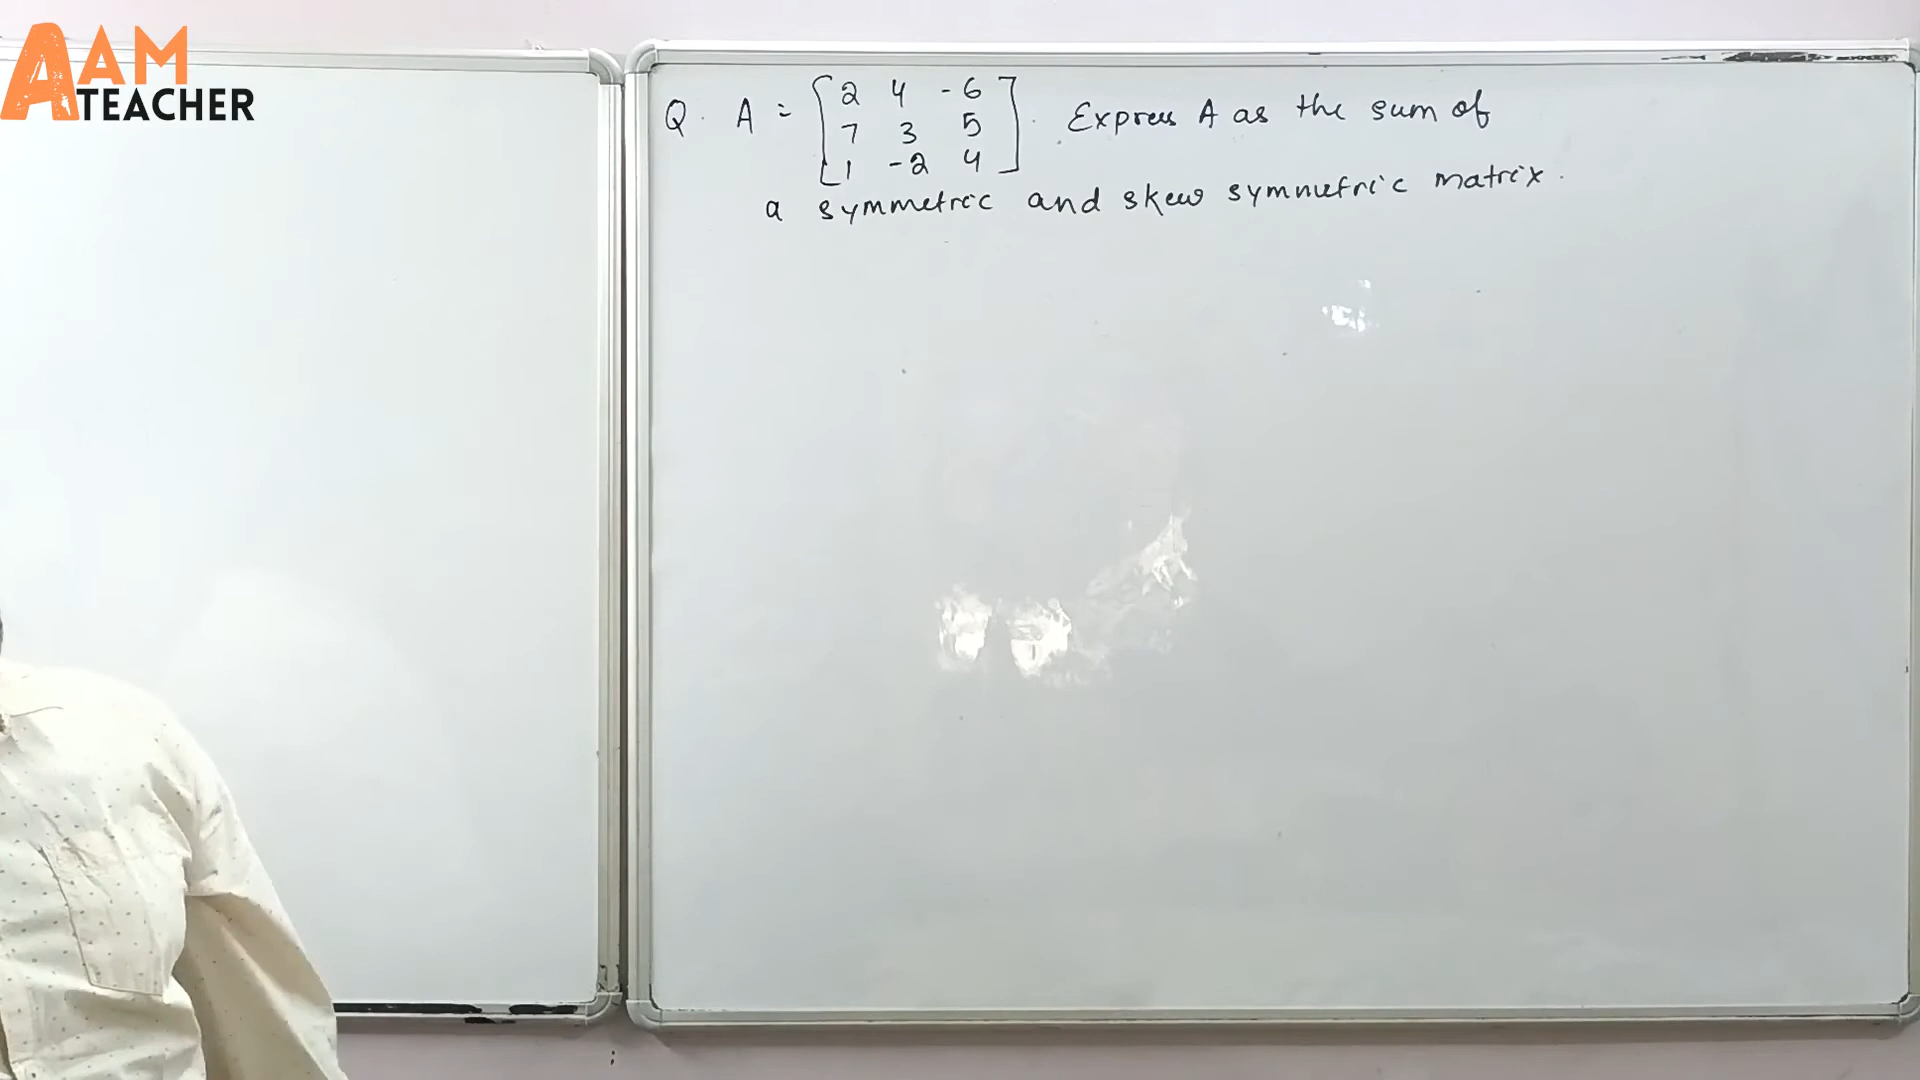 AAM
TEACHER
Q. A = [2 4 -6
7 3 5
1 -2 4]. Express A as the sum of
a symmetric and skew symmetric matrix.